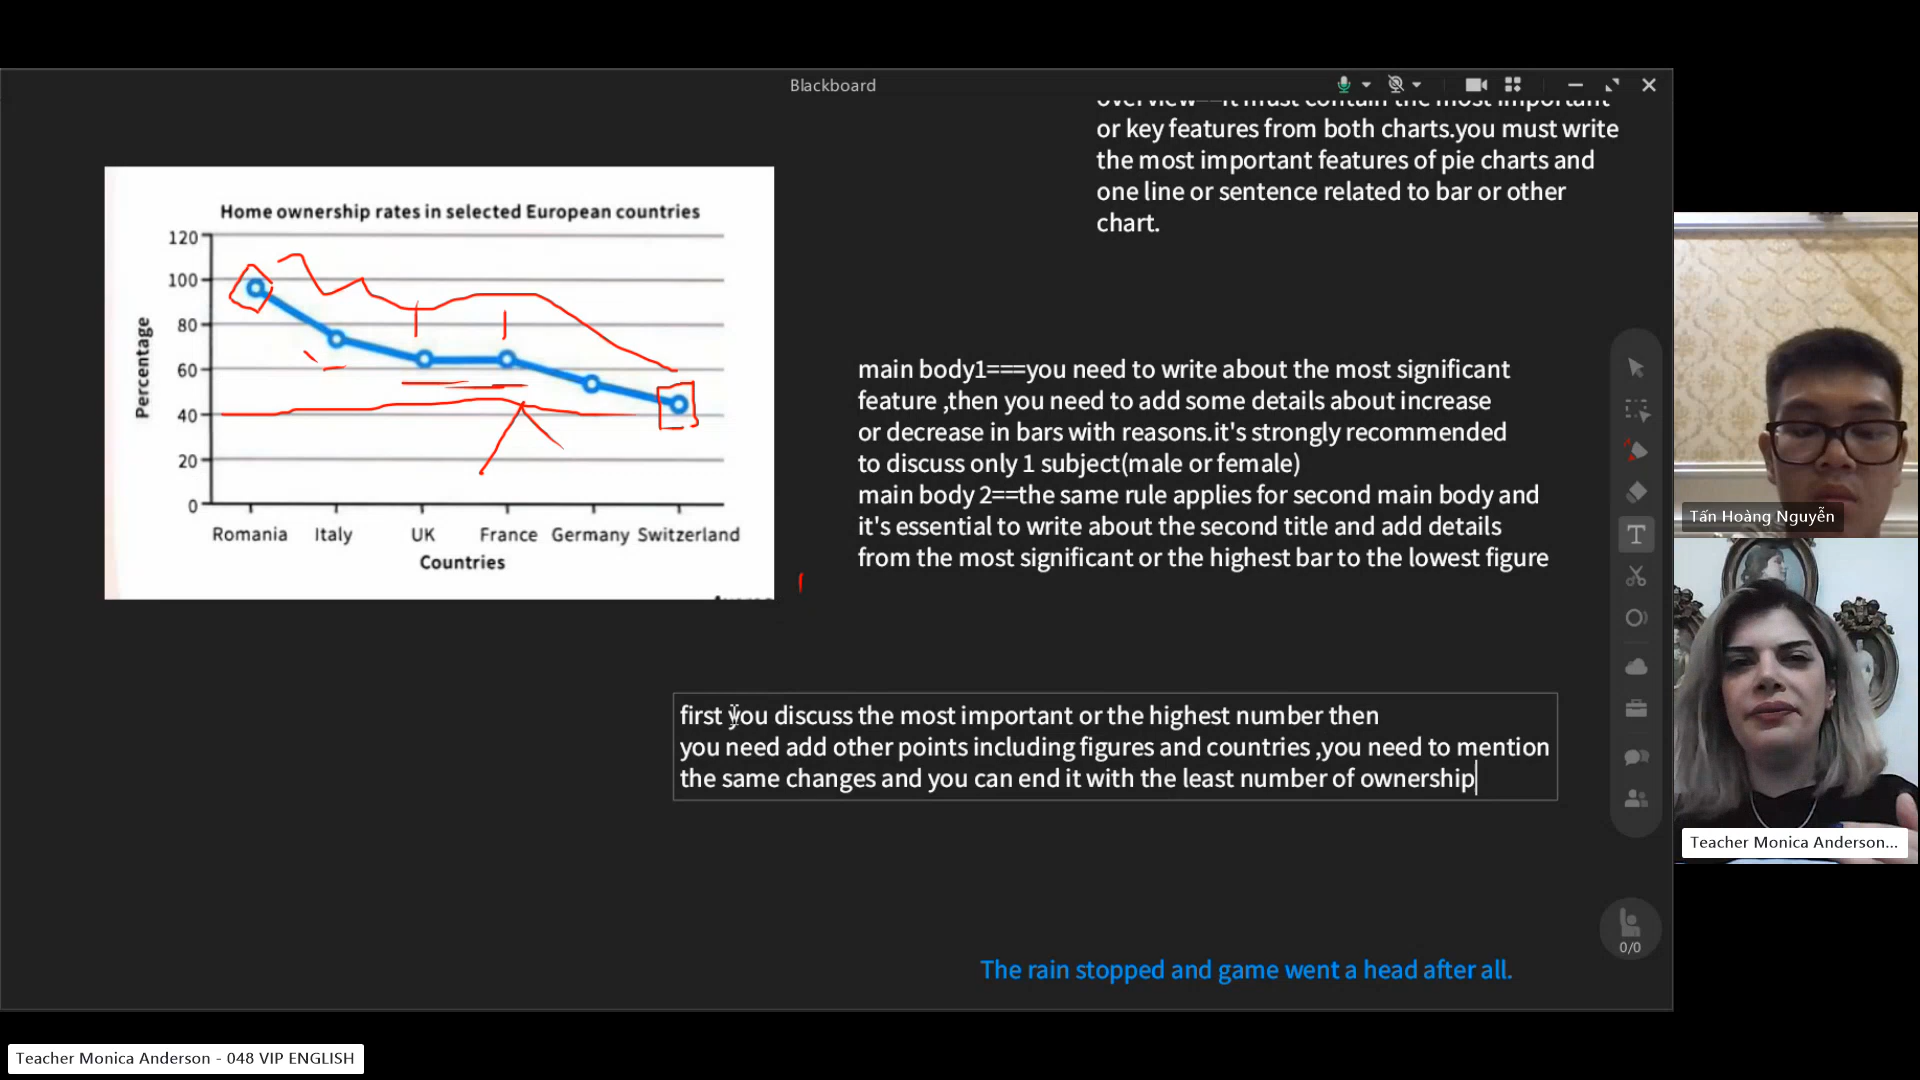 Blackboard
overview==it must contain the most important
or key features from both charts.you must write
the most important features of pie charts and
one line or sentence related to bar or other
chart.
Home ownership rates in selected European countries
120
100
80
60
40
20
0
Percentage
Romania Italy UK France Germany Switzerland
Countries
main body1===you need to write about the most significant
feature ,then you need to add some details about increase
or decrease in bars with reasons.it's strongly recommended
to discuss only 1 subject(male or female)
main body 2==the same rule applies for second main body and
it's essential to write about the second title and add details
from the most significant or the highest bar to the lowest figure
first you discuss the most important or the highest number then
you need add other points including figures and countries ,you need to mention
the same changes and you can end it with the least number of ownership
The rain stopped and game went a head after all.
Tấn Hoàng Nguyễn
Teacher Monica Anderson...
0/0
Teacher Monica Anderson - 048 VIP ENGLISH